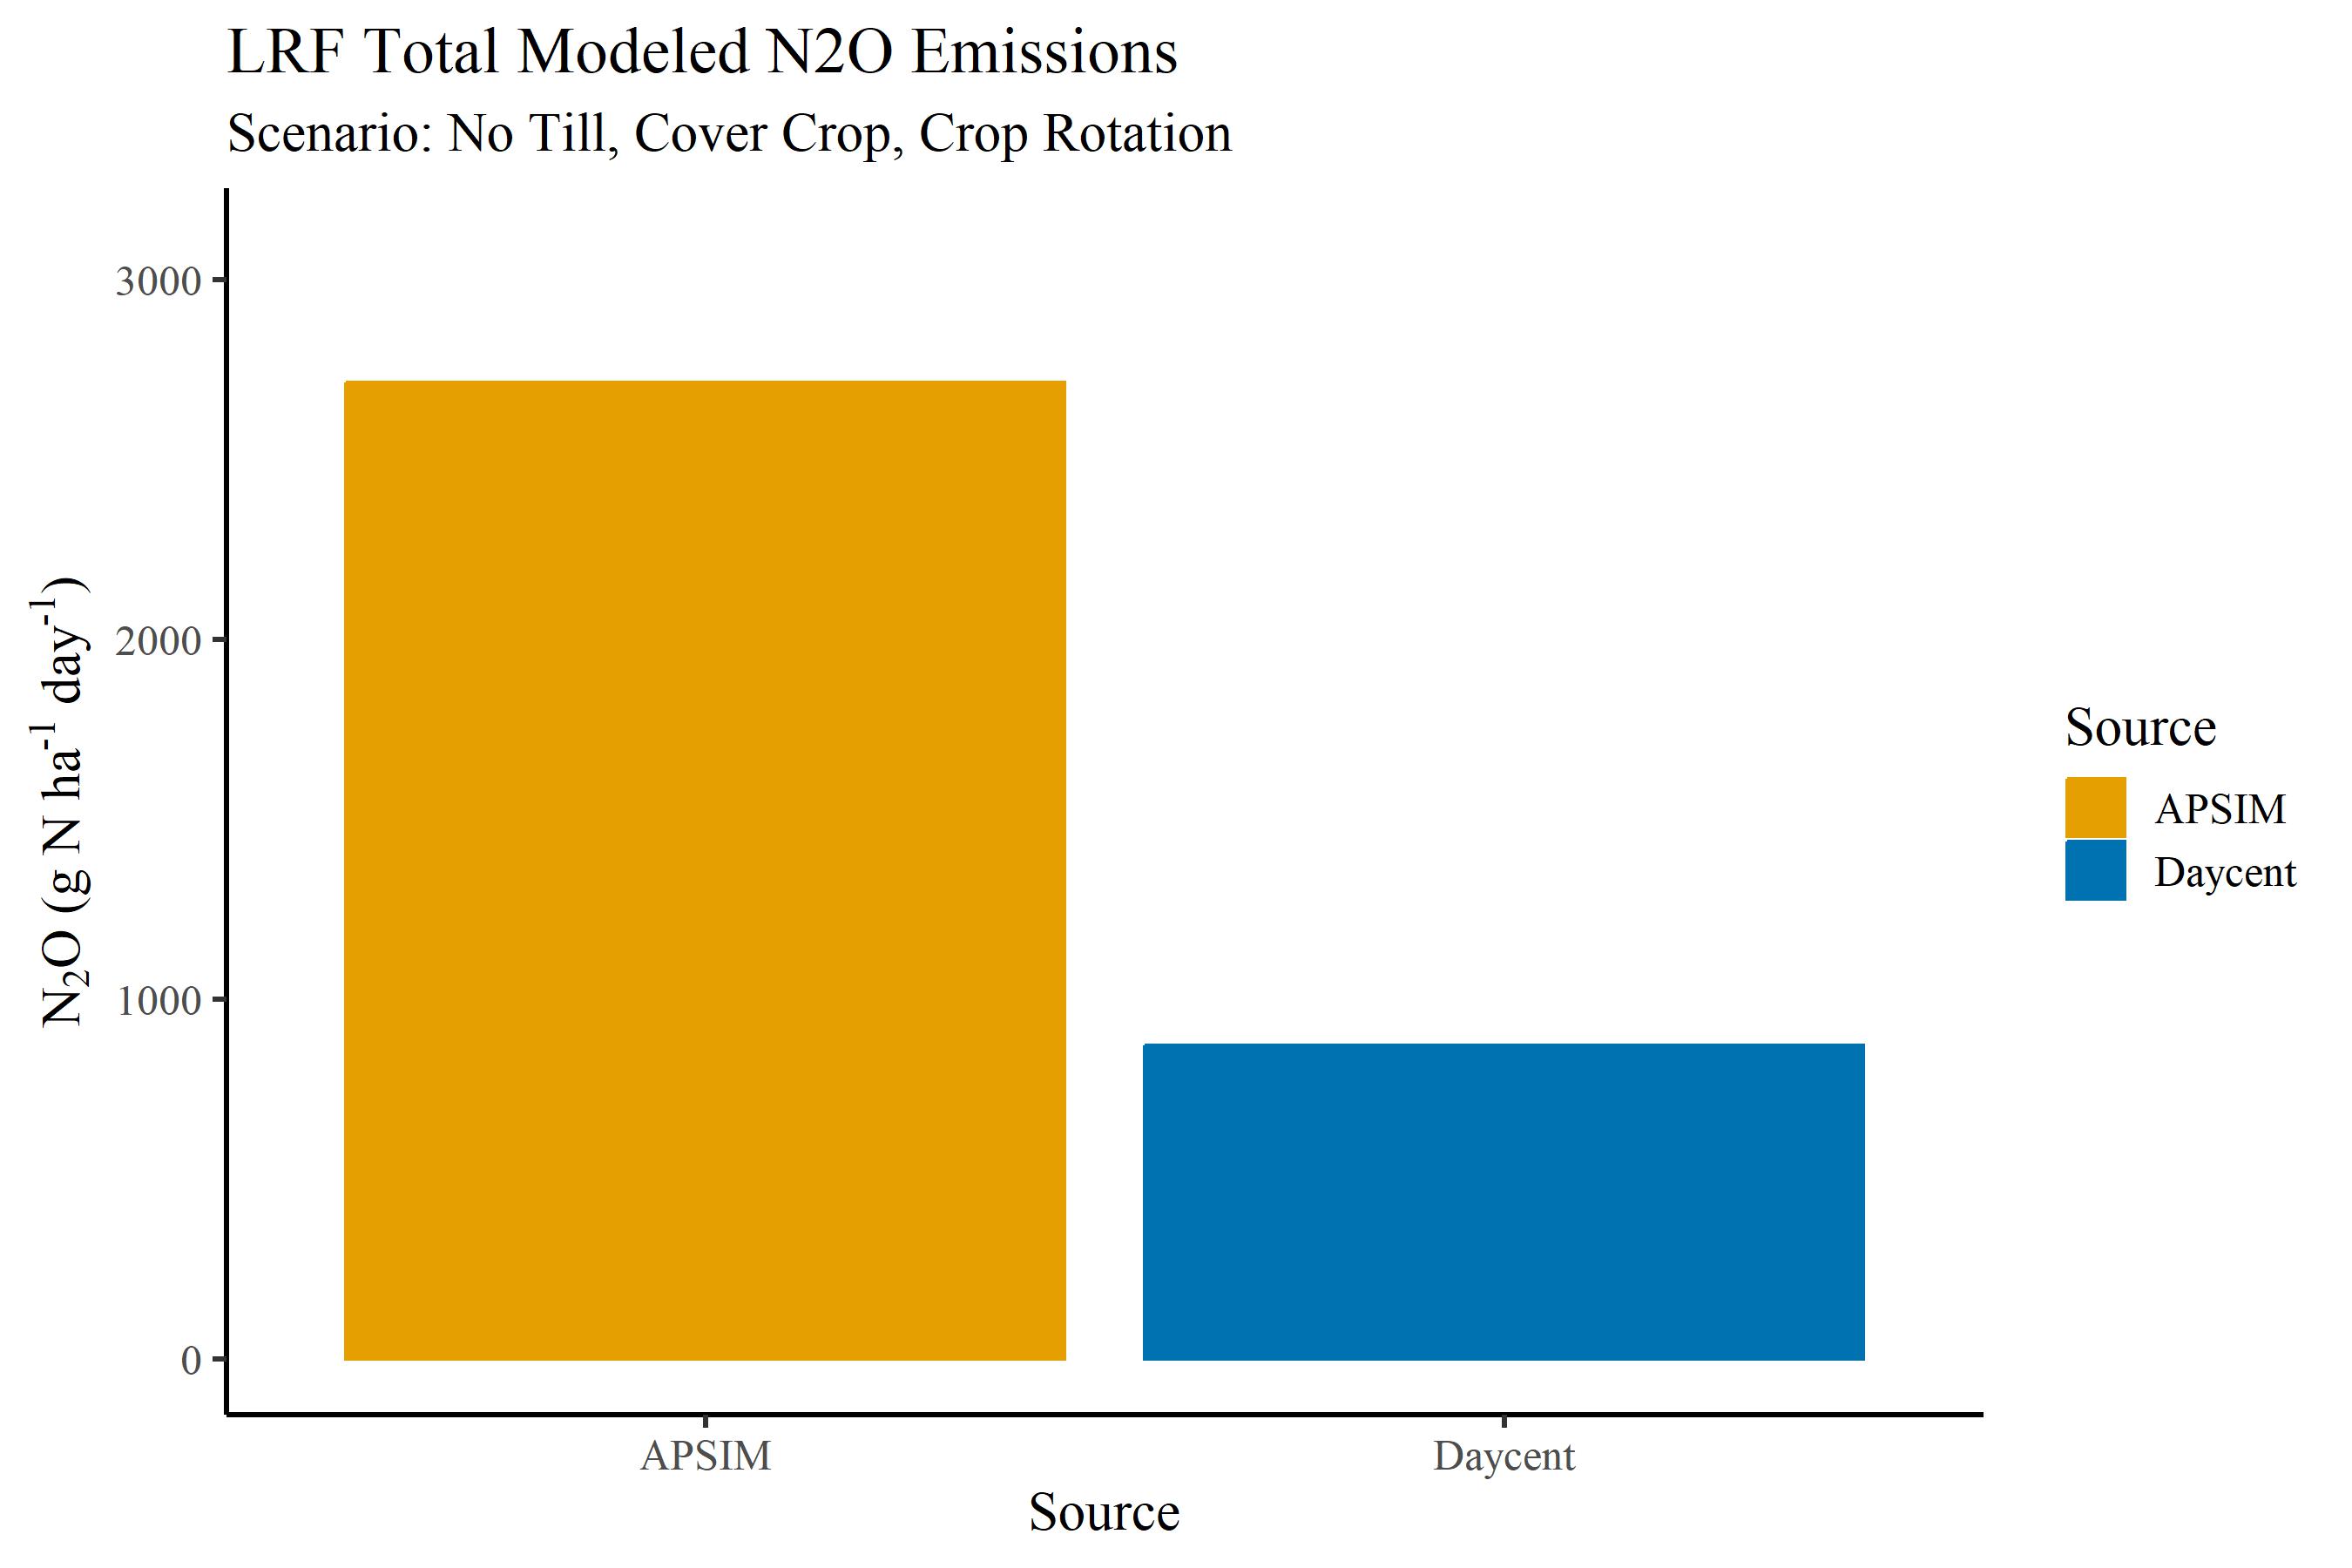 LRF Total Modeled N2O Emissions
Scenario: No Till, Cover Crop, Crop Rotation
N₂O (g N ha⁻¹ day⁻¹)
3000
2000
1000
0
APSIM
Daycent
Source
Source
APSIM
Daycent